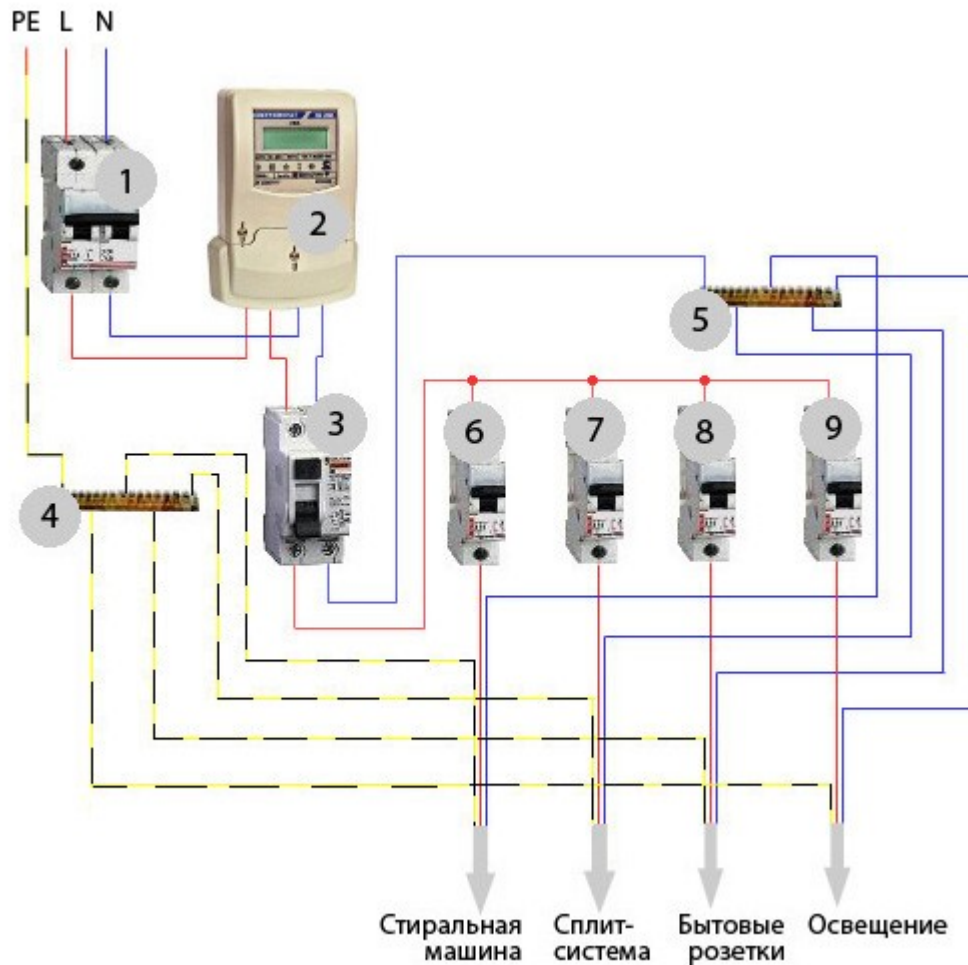 PE L N
1
2
3
4
5
6
7
8
9
Стиральная
машина
Сплит-
система
Бытовые
розетки
Освещение